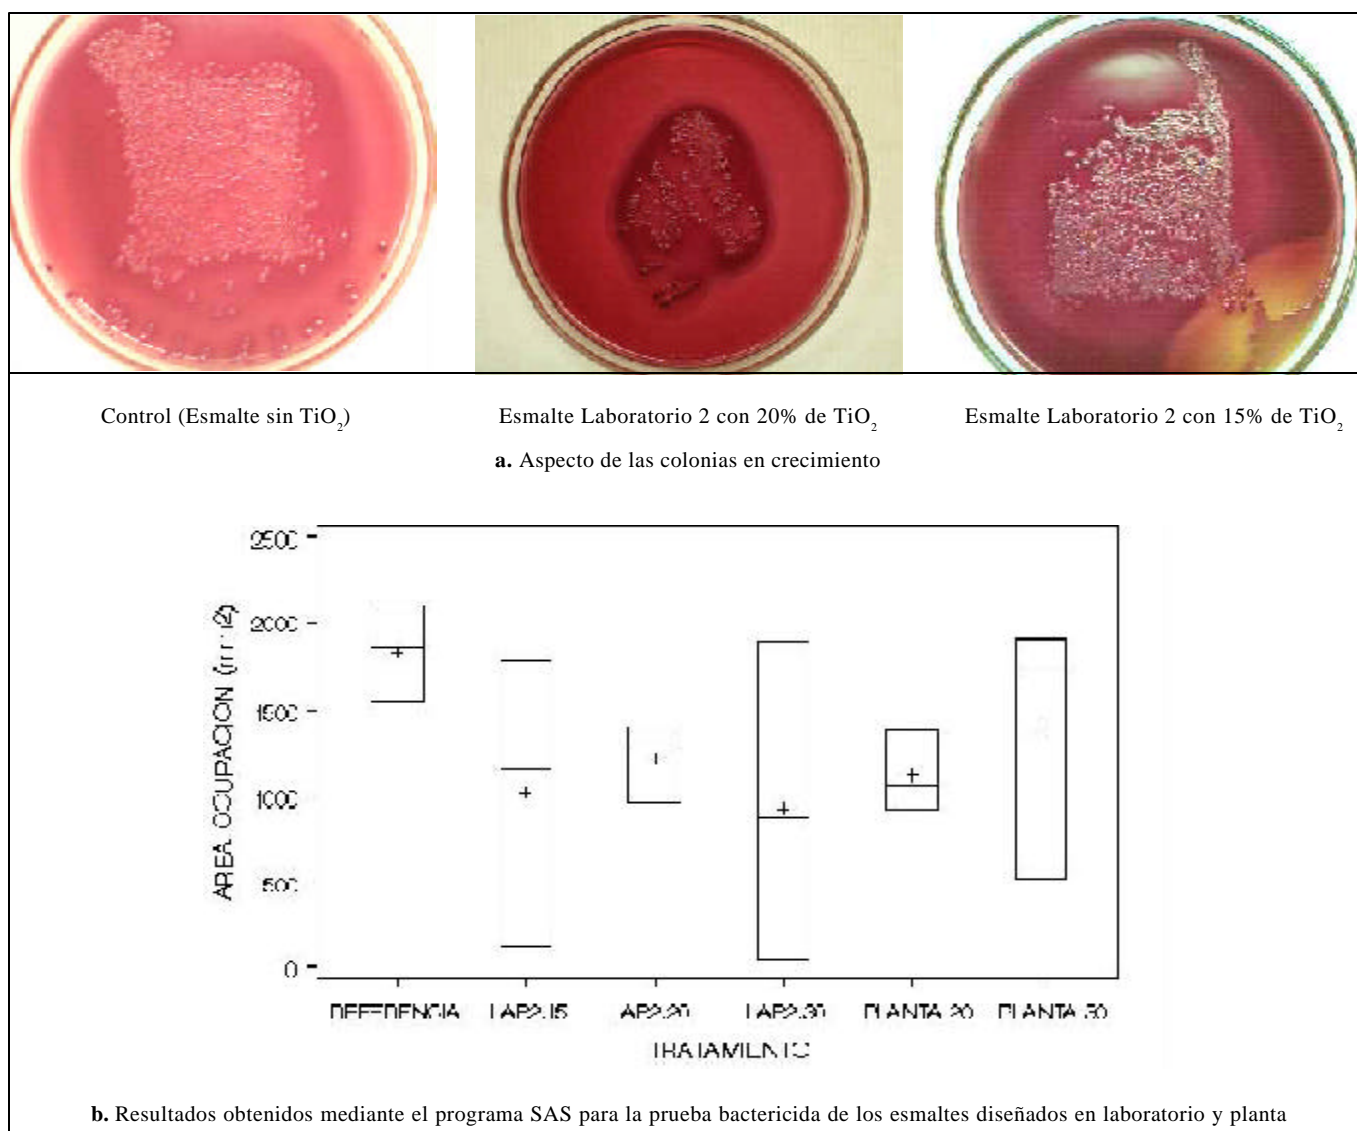 Control (Esmalte sin TiO₂)
Esmalte Laboratorio 2 con 20% de TiO₂
Esmalte Laboratorio 2 con 15% de TiO₂
a. Aspecto de las colonias en crecimiento
2500
2000
1500
1000
500
0
AREA OCUPACION
LAB2.30
TRATAMIENTO
b. Resultados obtenidos mediante el programa SAS para la prueba bactericida de los esmaltes diseñados en laboratorio y planta